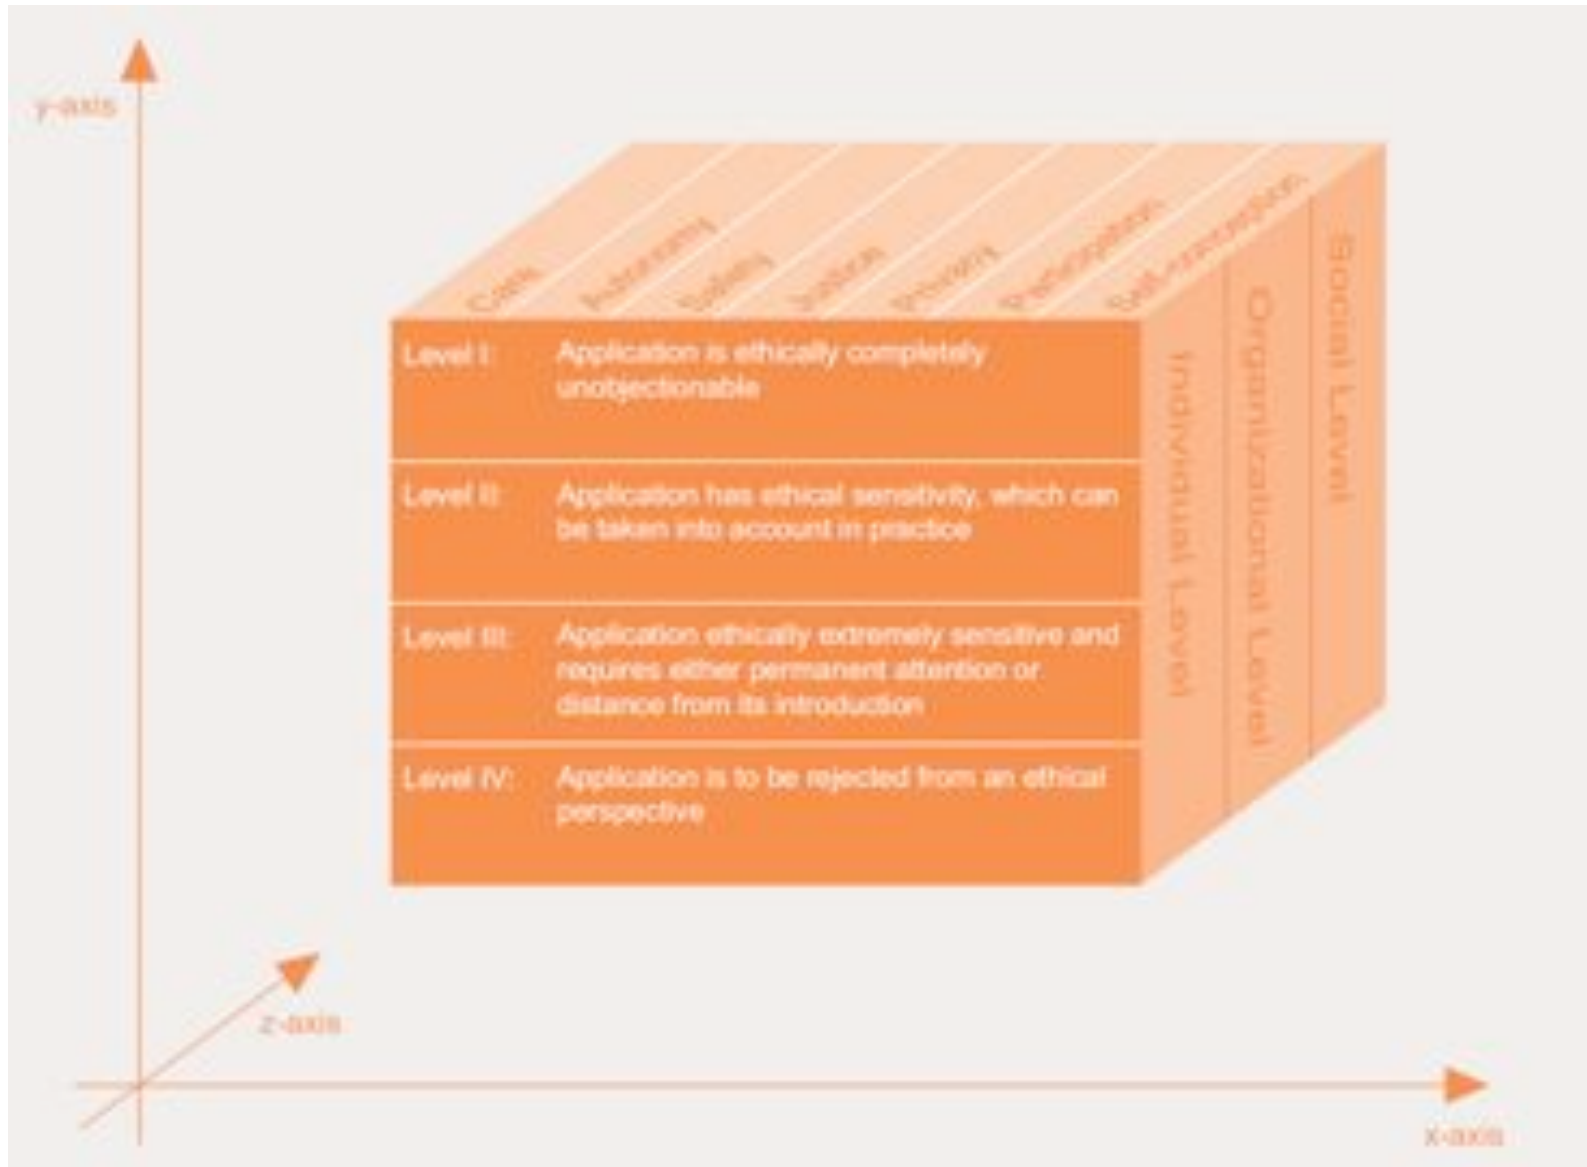 y-axis
Care
Autonomy
Safety
Justice
Privacy
Participation
Self-conception
Level I: Application is ethically completely
unobjectionable
Level II: Application has ethical sensitivity, which can
be taken into account in practice
Level III: Application ethically extremely sensitive and
requires either permanent attention or
distance from its introduction
Level IV: Application is to be rejected from an ethical
perspective
Individual Level
Organizational Level
Social Level
z-axis
x-axis